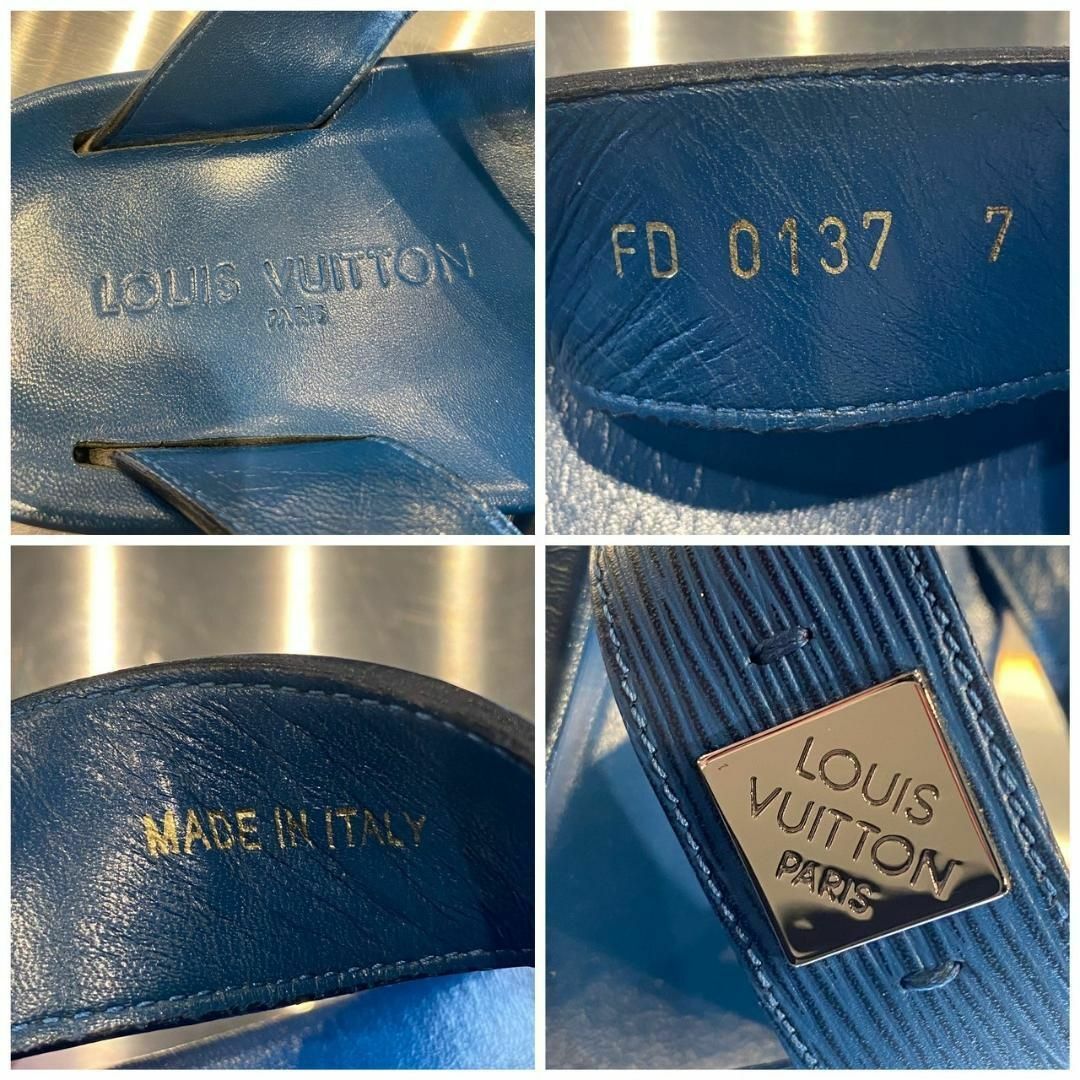 LOUIS VUITTON
PARIS
FD 0137 7
MADE IN ITALY
LOUIS
VUITTON
PARIS